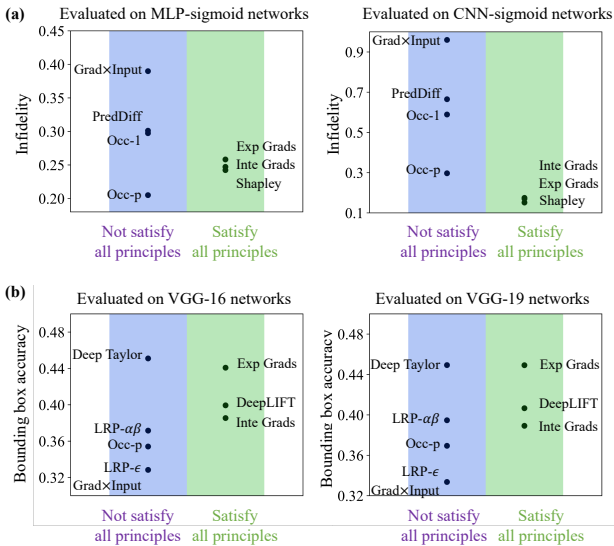 (a)
Evaluated on MLP-sigmoid networks
Infidelity
0.45
0.40
0.35
0.30
0.25
0.20
Grad×Input
PredDiff
Occ-1
Occ-p
Exp Grads
Inte Grads
Shapley
Not satisfy
all principles
Satisfy
all principles
Evaluated on CNN-sigmoid networks
Infidelity
0.9
0.7
0.5
0.3
0.1
Grad×Input
PredDiff
Occ-1
Occ-p
Inte Grads
Exp Grads
Shapley
Not satisfy
all principles
Satisfy
all principles
(b)
Evaluated on VGG-16 networks
Bounding box accuracy
0.48
0.44
0.40
0.36
0.32
Deep Taylor
LRP-αβ
Occ-p
LRP-ϵ
Grad×Input
Exp Grads
DeepLIFT
Inte Grads
Not satisfy
all principles
Satisfy
all principles
Evaluated on VGG-19 networks
Bounding box accuracy
0.48
0.44
0.40
0.36
0.32
Deep Taylor
LRP-αβ
Occ-p
LRP-ϵ
Grad×Input
Exp Grads
DeepLIFT
Inte Grads
Not satisfy
all principles
Satisfy
all principles